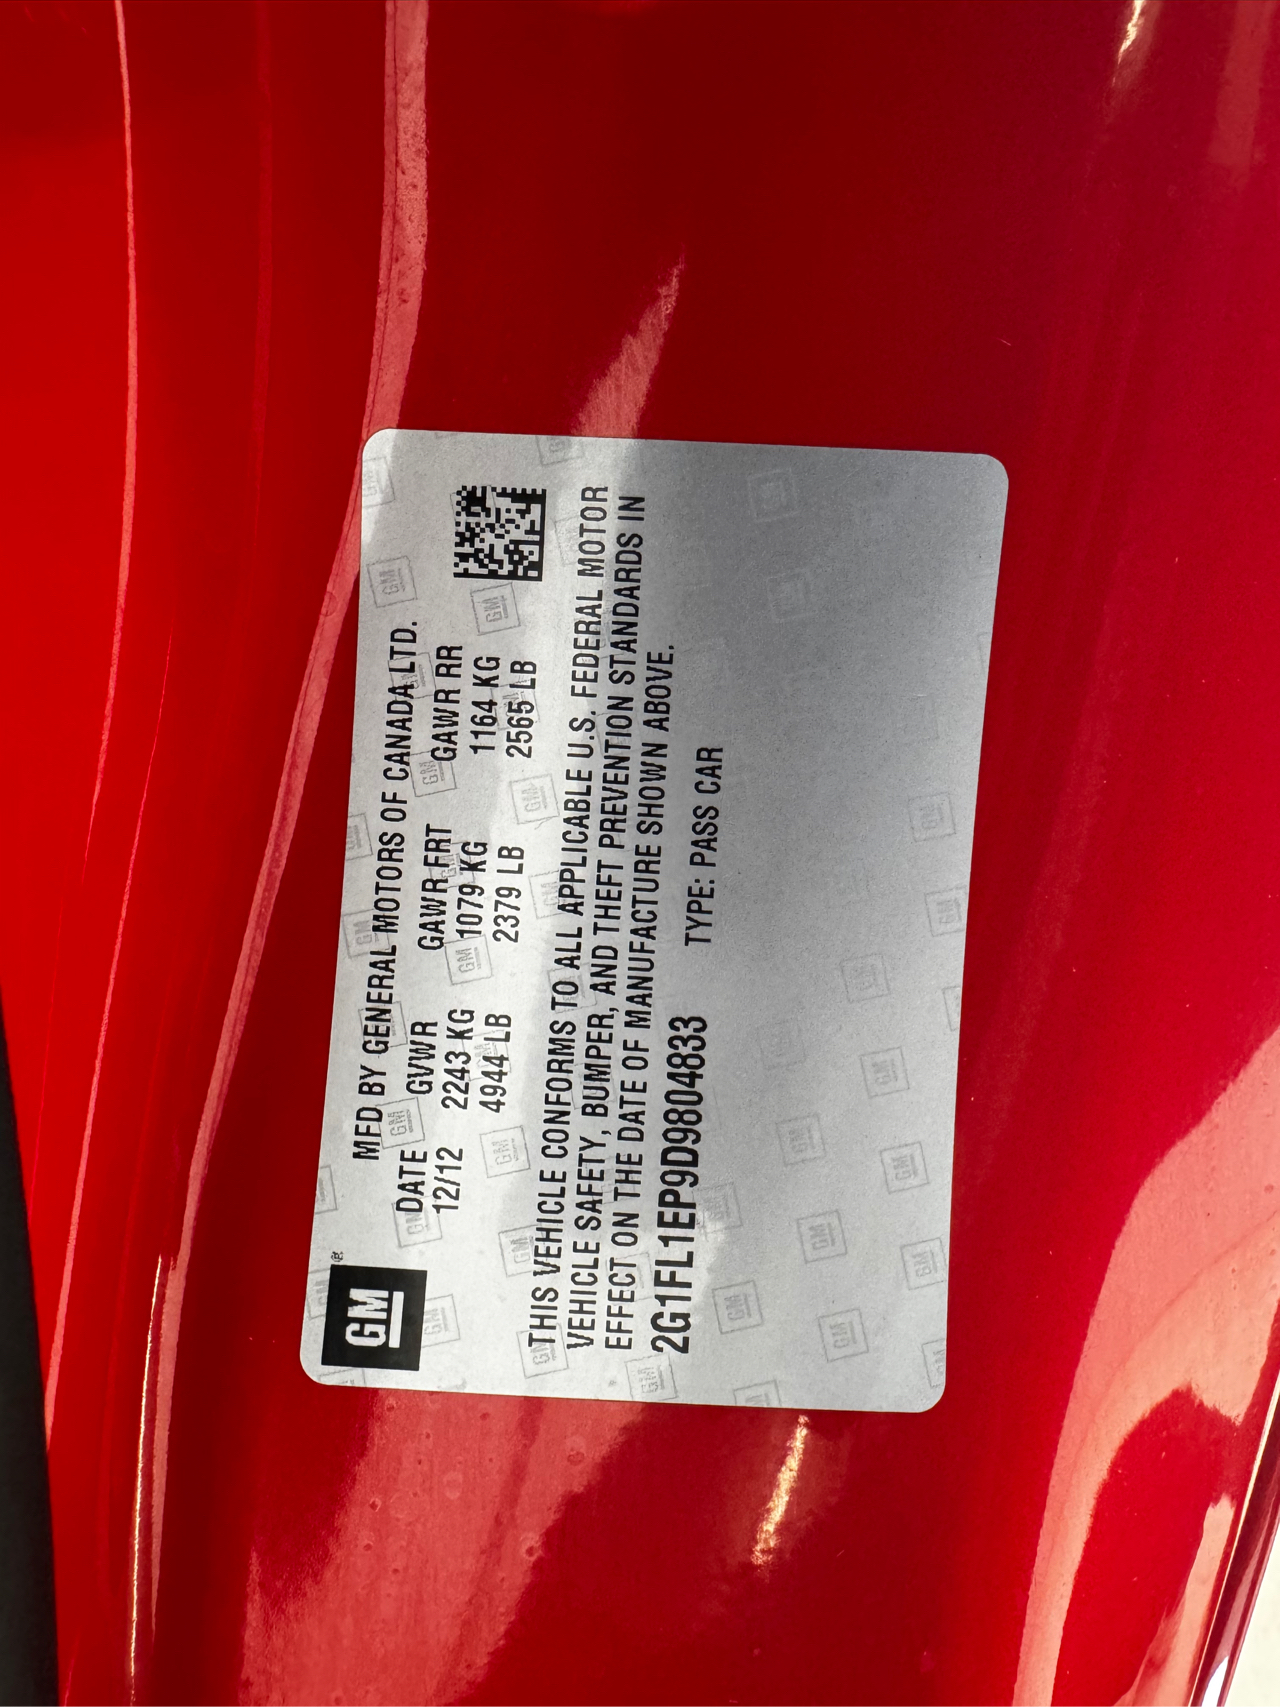 GM®
MFD BY GENERAL MOTORS OF CANADA LTD.
DATE GVWR GAWR FRT GAWR RR
12/12 2243 KG 1079 KG 1164 KG
4944 LB 2379 LB 2565 LB
THIS VEHICLE CONFORMS TO ALL APPLICABLE U.S. FEDERAL MOTOR
VEHICLE SAFETY, BUMPER, AND THEFT PREVENTION STANDARDS IN
EFFECT ON THE DATE OF MANUFACTURE SHOWN ABOVE.
2G1FL1EP9D9804833 TYPE: PASS CAR